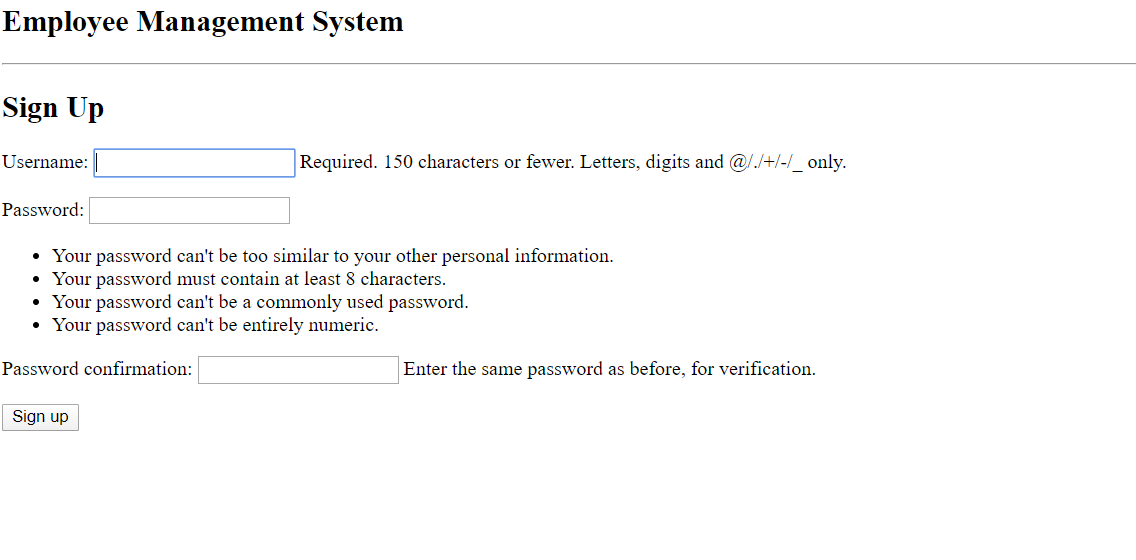 Employee Management System
Sign Up
Username: Required. 150 characters or fewer. Letters, digits and @/./+/-/_ only.
Password:
Your password can't be too similar to your other personal information.
Your password must contain at least 8 characters.
Your password can't be a commonly used password.
Your password can't be entirely numeric.
Password confirmation: Enter the same password as before, for verification.
Sign up